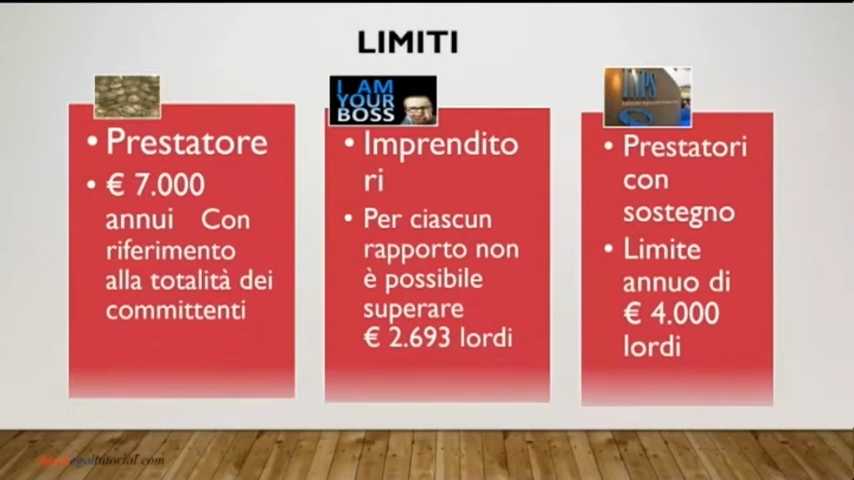 LIMITI
• Prestatore
• € 7.000
annui Con
riferimento
alla totalità dei
committenti
I AM
YOUR
BOSS
• Imprendito
ri
• Per ciascun
rapporto non
è possibile
superare
€ 2.693 lordi
INPS
• Prestatori
con
sostegno
• Limite
annuo di
€ 4.000
lordi